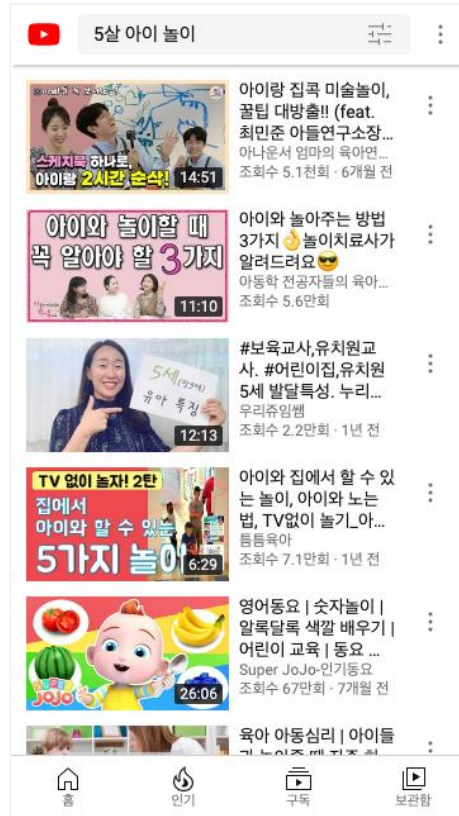 5살 아이 놀이
스케치북 하나로,
아이랑 2시간 순삭!
14:51
아이랑 집콕 미술놀이,
꿀팁 대방출!! (feat.
최민준 아들연구소장...
아나운서 엄마의 육아연...
조회수 5.1천회 · 6개월 전
아이와 놀이할 때
꼭 알아야 할 3가지
11:10
아이와 놀아주는 방법
3가지👌놀이치료사가
알려드려요😎
아동학 전공자들의 육아...
조회수 5.6만회
5세(만3세)
유아 특징
12:13
#보육교사,유치원교
사. #어린이집,유치원
5세 발달특성. 누리...
우리쥬임쌤
조회수 2.2만회 · 1년 전
TV 없이 놀자! 2탄
집에서
아이와 할 수 있는
5가지 놀이
6:29
아이와 집에서 할 수 있
는 놀이, 아이와 노는
법, TV없이 놀기_아...
틈틈육아
조회수 7.1만회 · 1년 전
SUPER
JOJO
26:06
영어동요 | 숫자놀이 |
알록달록 색깔 배우기 |
어린이 교육 | 동요 ...
Super JoJo-인기동요
조회수 67만회 · 7개월 전
육아 아동심리 | 아이들
홈
인기
구독
보관함